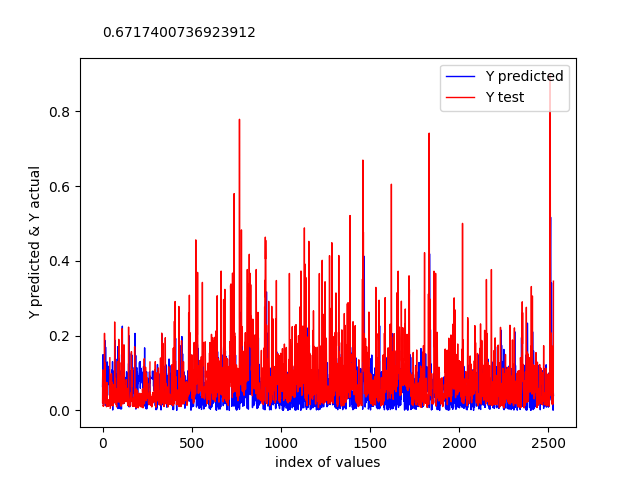 0.6717400736923912
Y predicted
Y test
0.8
0.6
0.4
0.2
0.0
Y predicted & Y actual
0 500 1000 1500 2000 2500
index of values